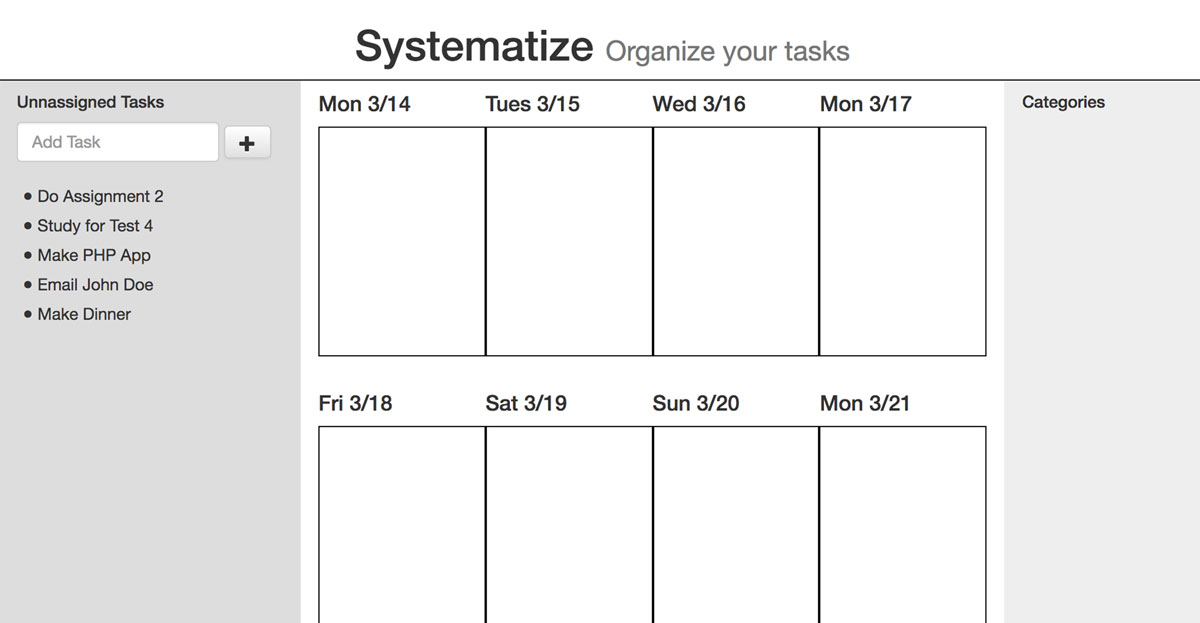 Systematize Organize your tasks
Unnassigned Tasks
Add Task
• Do Assignment 2
• Study for Test 4
• Make PHP App
• Email John Doe
• Make Dinner
Mon 3/14 Tues 3/15 Wed 3/16 Mon 3/17
Fri 3/18 Sat 3/19 Sun 3/20 Mon 3/21
Categories